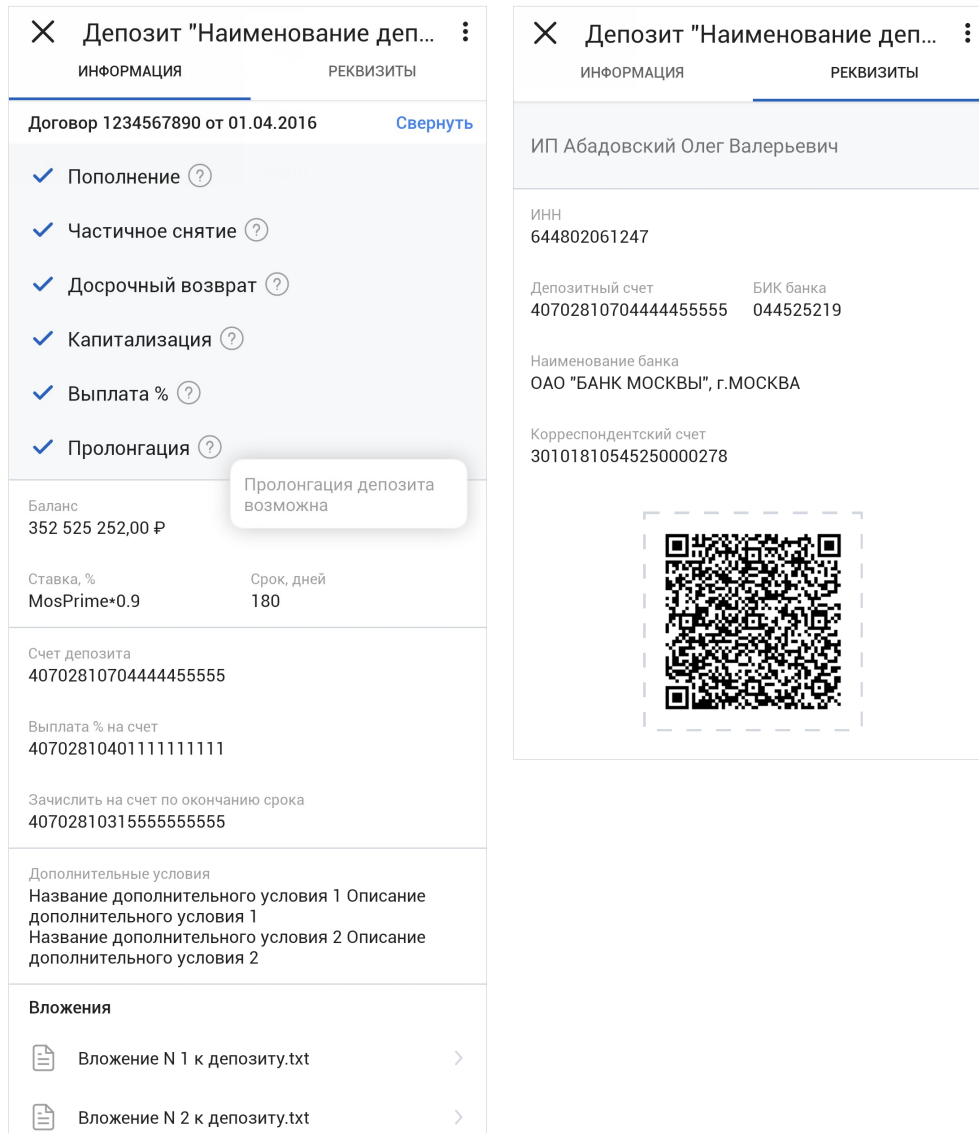 Депозит "Наименование деп...
ИНФОРМАЦИЯ РЕКВИЗИТЫ
Договор 1234567890 от 01.04.2016 Свернуть
Пополнение ?
Частичное снятие ?
Досрочный возврат ?
Капитализация ?
Выплата % ?
Пролонгация ?
Пролонгация депозита
возможна
Баланс
352 525 252,00 ₽
Ставка, % Срок, дней
MosPrime*0.9 180
Счет депозита
40702810704444455555
Выплата % на счет
40702810401111111111
Зачислить на счет по окончанию срока
40702810315555555555
Дополнительные условия
Название дополнительного условия 1 Описание
дополнительного условия 1
Название дополнительного условия 2 Описание
дополнительного условия 2
Вложения
Вложение N 1 к депозиту.txt
Вложение N 2 к депозиту.txt
Депозит "Наименование деп...
ИНФОРМАЦИЯ РЕКВИЗИТЫ
ИП Абадовский Олег Валерьевич
ИНН
644802061247
Депозитный счет БИК банка
40702810704444455555 044525219
Наименование банка
ОАО "БАНК МОСКВЫ", г.МОСКВА
Корреспондентский счет
30101810545250000278